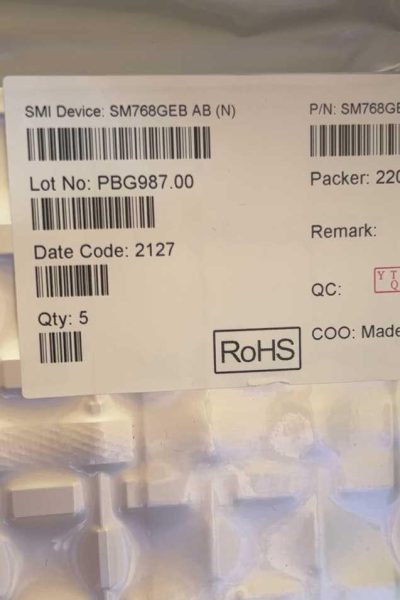 SMI Device: SM768GEB AB (N)
P/N: SM768GE
Lot No: PBG987.00
Packer: 220
Date Code: 2127
Remark:
QC:
Y T
Q
Qty: 5
RoHS
COO: Made